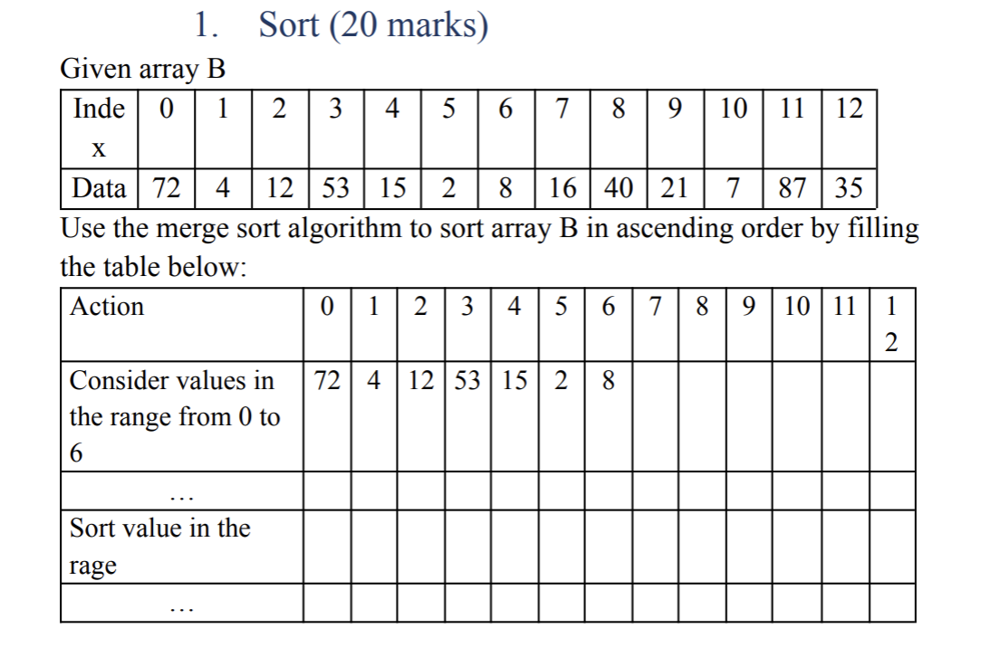 1. Sort (20 marks)
Given array B
Inde 0 1 2 3 4 5 6 7 8 9 10 11 12
x
Data 72 4 12 53 15 2 8 16 40 21 7 87 35
Use the merge sort algorithm to sort array B in ascending order by filling
the table below:
Action 0 1 2 3 4 5 6 7 8 9 10 11 1
2
Consider values in 72 4 12 53 15 2 8
the range from 0 to
6
...
Sort value in the
rage
...